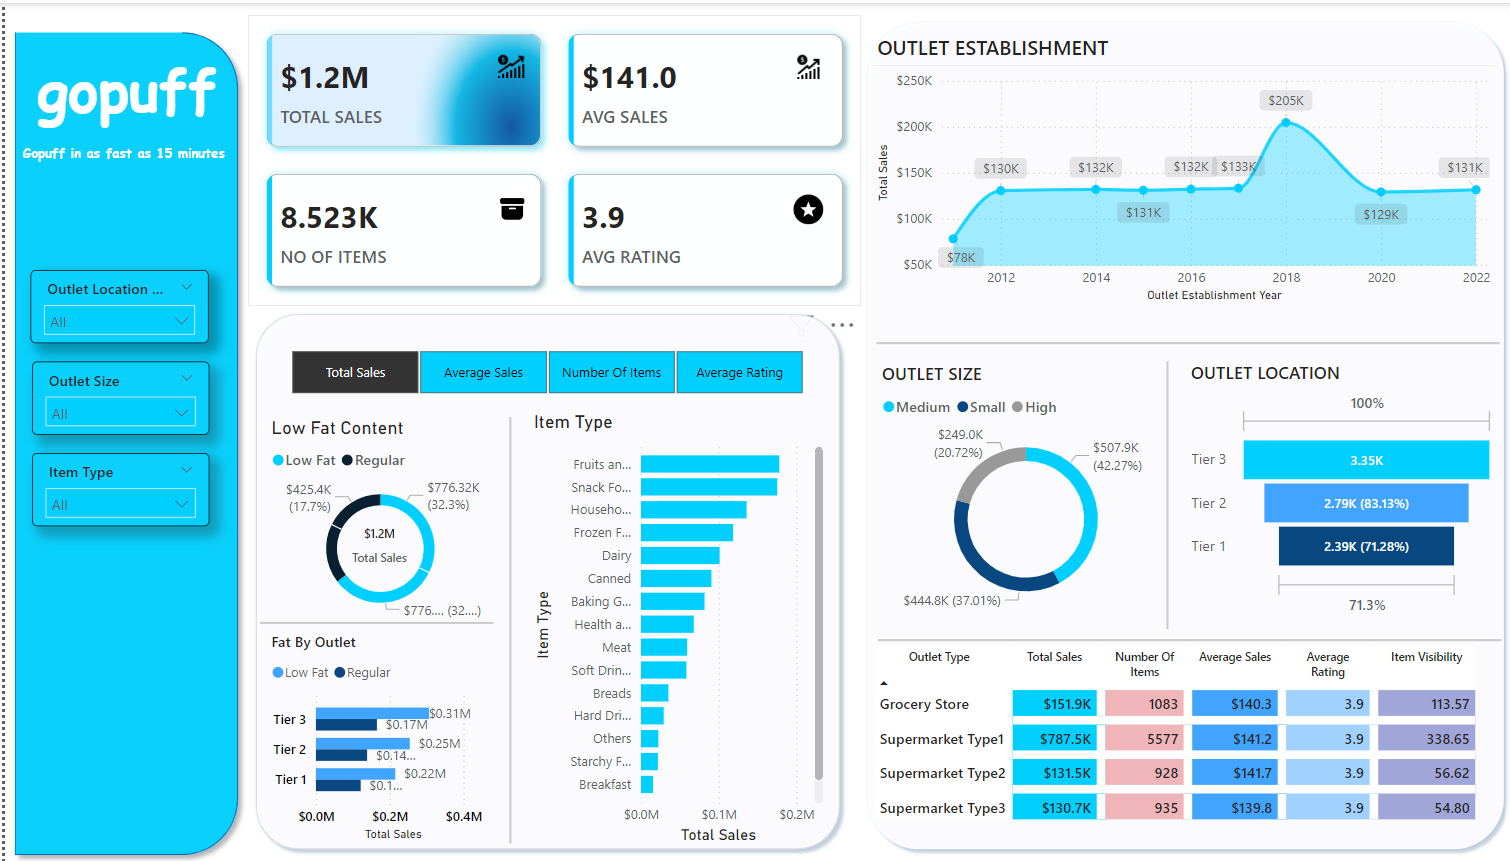 gopuff
Gopuff in as fast as 15 minutes
Outlet Location ...
All
Outlet Size
All
Item Type
All
$1.2M
TOTAL SALES
$141.0
AVG SALES
8.523K
NO OF ITEMS
3.9
AVG RATING
Total Sales
Average Sales
Number Of Items
Average Rating
Low Fat Content
Low Fat
Regular
$425.4K
(17.7%)
$776.32K
(32.3%)
$1.2M
Total Sales
$776.... (32....)
Fat By Outlet
Low Fat
Regular
Tier 3
$0.31M
$0.17M
Tier 2
$0.25M
$0.14...
Tier 1
$0.22M
$0.1...
$0.0M
$0.2M
$0.4M
Total Sales
Item Type
Item Type
Fruits an...
Snack Fo...
Househo...
Frozen F...
Dairy
Canned
Baking G...
Health a...
Meat
Soft Drin...
Breads
Hard Dri...
Others
Starchy F...
Breakfast
$0.0M
$0.1M
$0.2M
Total Sales
OUTLET ESTABLISHMENT
Total Sales
$250K
$200K
$150K
$100K
$50K
$78K
$130K
$132K
$131K
$132K
$133K
$205K
$129K
$131K
2012
2014
2016
2018
2020
2022
Outlet Establishment Year
OUTLET SIZE
Medium
Small
High
$249.0K
(20.72%)
$507.9K
(42.27%)
$444.8K (37.01%)
OUTLET LOCATION
100%
Tier 3
3.35K
Tier 2
2.79K (83.13%)
Tier 1
2.39K (71.28%)
71.3%
Outlet Type Total Sales Number Of Items Average Sales Average Rating Item Visibility
Grocery Store $151.9K 1083 $140.3 3.9 113.57
Supermarket Type1 $787.5K 5577 $141.2 3.9 338.65
Supermarket Type2 $131.5K 928 $141.7 3.9 56.62
Supermarket Type3 $130.7K 935 $139.8 3.9 54.80